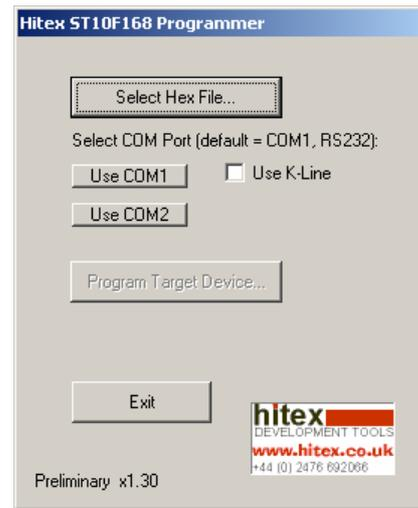 Hitex ST10F168 Programmer
Select Hex File...
Select COM Port (default = COM1, RS232):
Use COM1
Use K-Line
Use COM2
Program Target Device...
Exit
hitex
DEVELOPMENT TOOLS
www.hitex.co.uk
+44 (0) 2476 692066
Preliminary x1.30